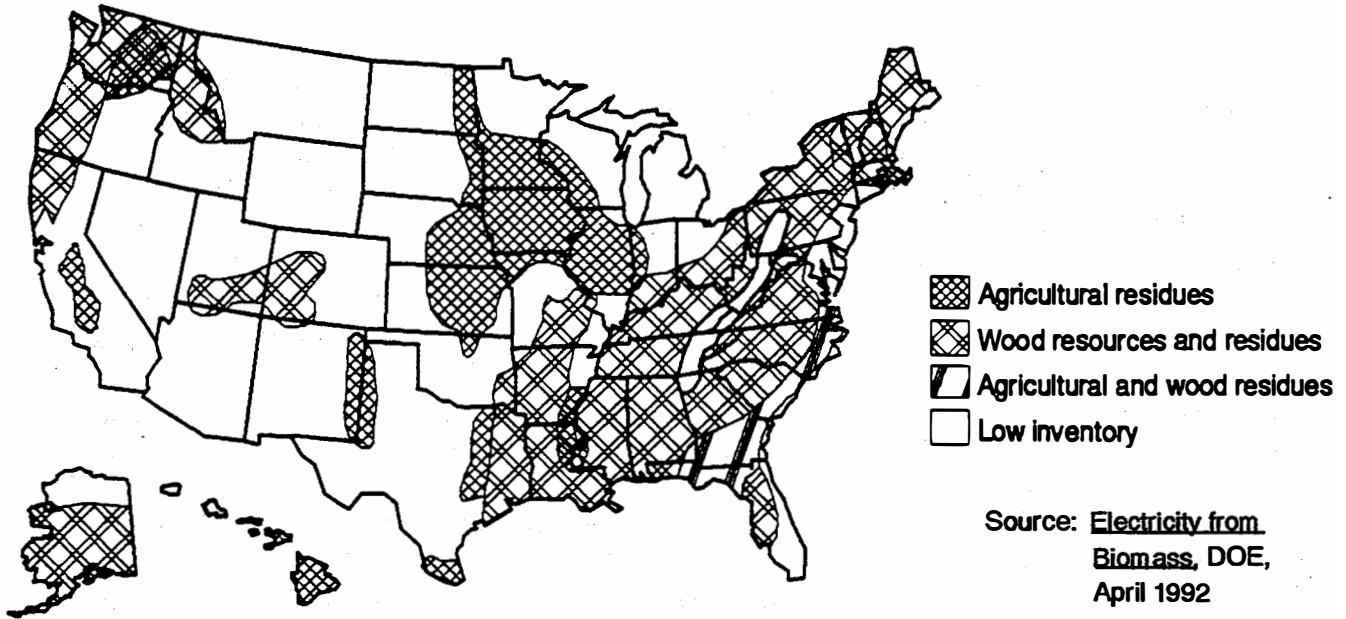 Agricultural residues
Wood resources and residues
Agricultural and wood residues
Low inventory
Source: Electricity from
Biomass, DOE,
April 1992